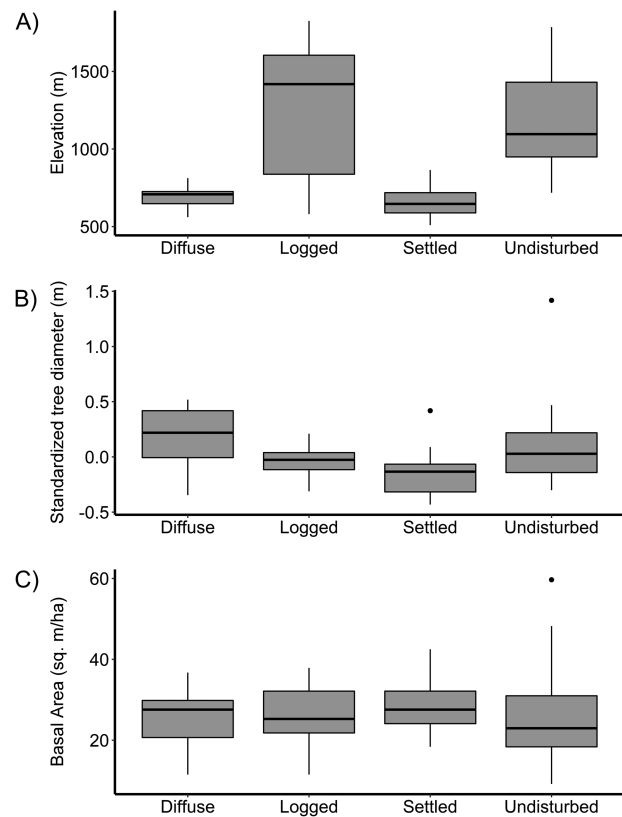 A)
Elevation (m)
1500
1000
500
Diffuse Logged Settled Undisturbed
B)
Standardized tree diameter (m)
1.5
1.0
0.5
0.0
-0.5
Diffuse Logged Settled Undisturbed
C)
Basal Area (sq. m/ha)
60
40
20
Diffuse Logged Settled Undisturbed